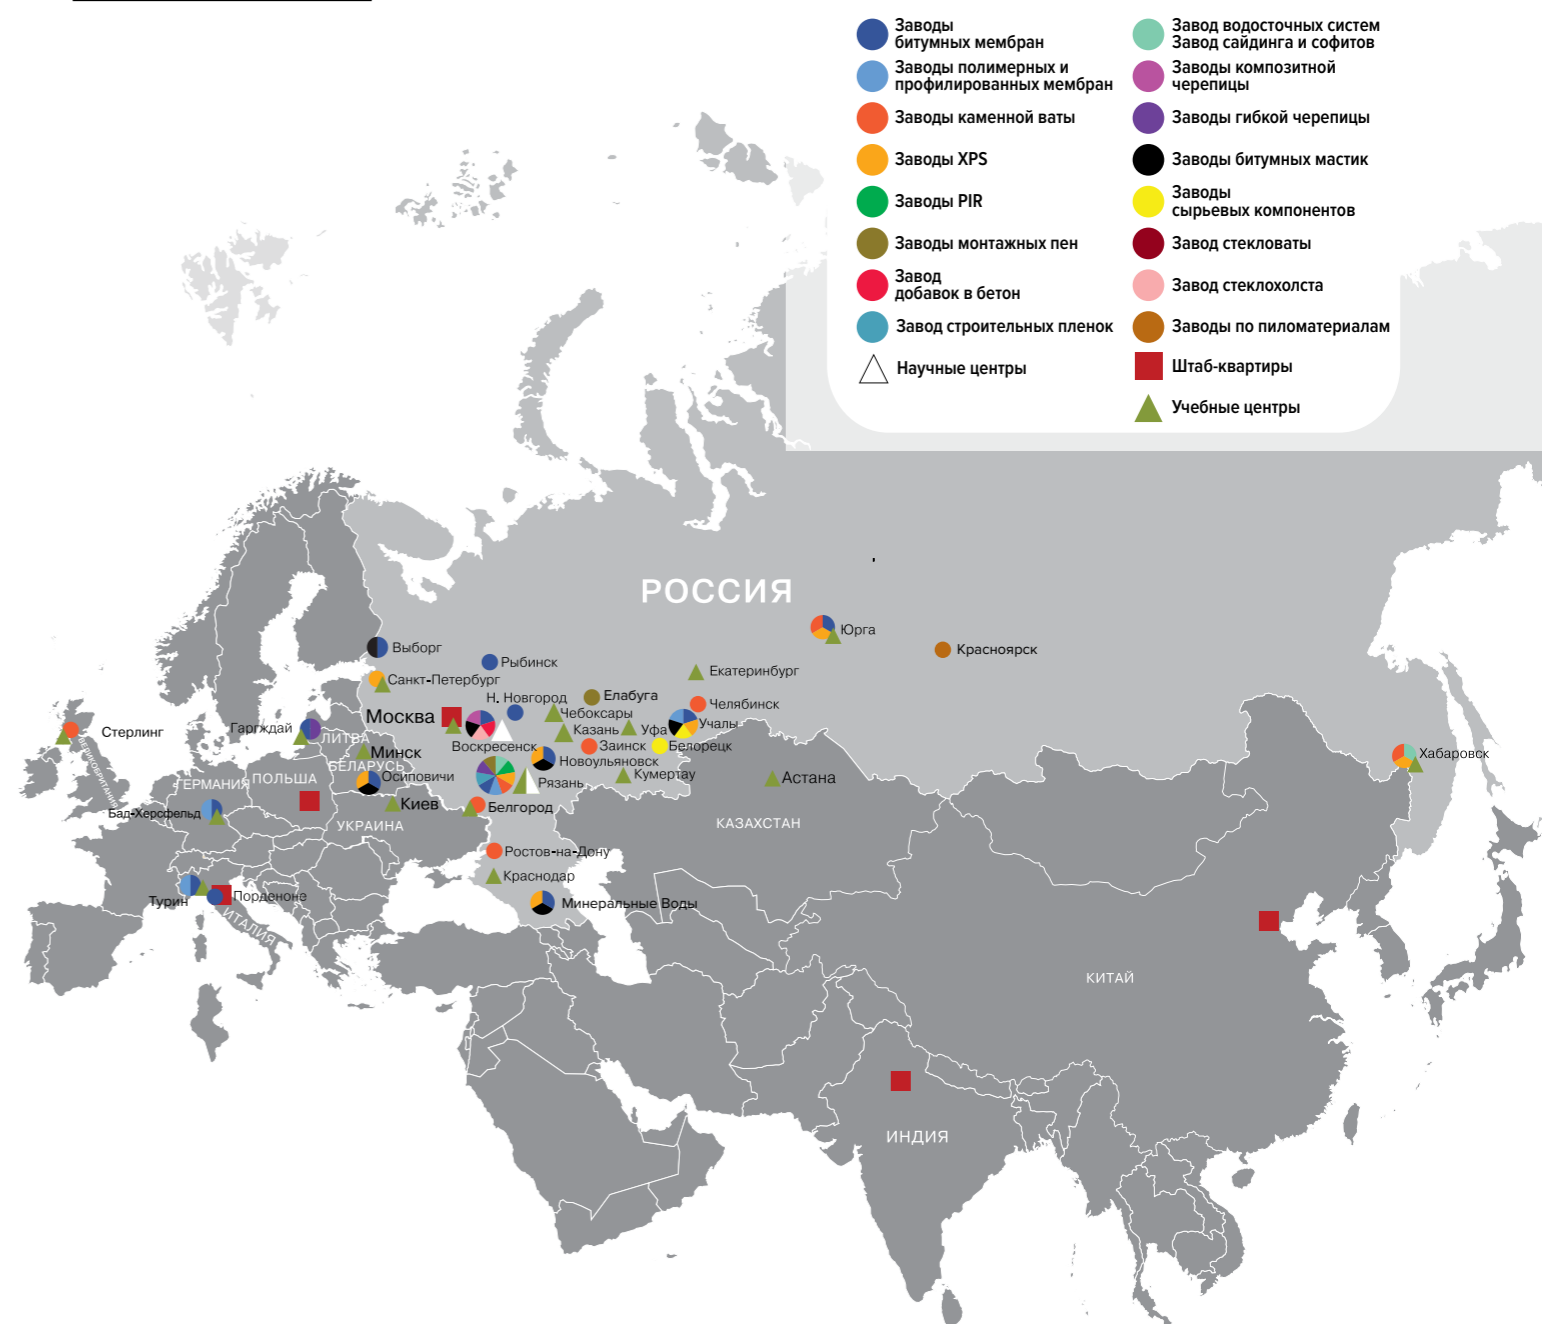 Заводы
битумных мембран
Заводы полимерных и
профилированных мембран
Заводы каменной ваты
Заводы XPS
Заводы PIR
Заводы монтажных пен
Завод
добавок в бетон
Завод строительных пленок
Научные центры
Завод водосточных систем
Завод сайдинга и софитов
Заводы композитной
черепицы
Заводы гибкой черепицы
Заводы битумных мастик
Заводы
сырьевых компонентов
Завод стекловаты
Завод стеклохолста
Заводы по пиломатериалам
Штаб-квартиры
Учебные центры
РОССИЯ
Юрга
Красноярск
Выборг
Рыбинск
Екатеринбург
Санкт-Петербург
Н. Новгород
Елабуга
Челябинск
Москва
Чебоксары
Гаргждай
Стерлинг
ВЕЛИКОБРИТАНИЯ
ЛИТВА
Казань
Уфа
Учалы
Воскресенск
Заинск
Белорецк
Минск
Новоульяновск
Хабаровск
БЕЛАРУСЬ
ГЕРМАНИЯ
ПОЛЬША
Осиповичи
Рязань
Кумертау
Астана
Бад-Херсфельд
Киев
Белгород
УКРАИНА
КАЗАХСТАН
Ростов-на-Дону
Краснодар
Турин
Порденоне
Минеральные Воды
ИТАЛИЯ
КИТАЙ
ИНДИЯ